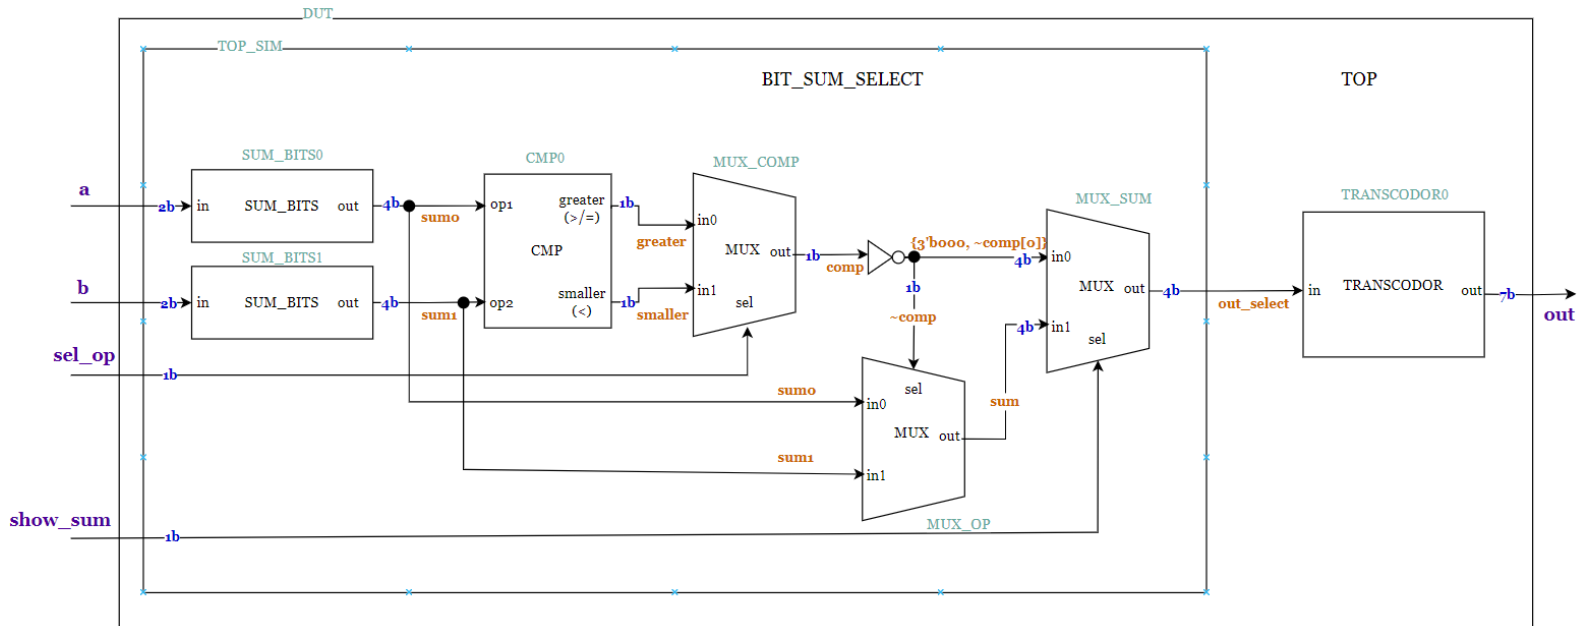 DUT
TOP_SIM
BIT_SUM_SELECT
TOP
SUM_BITS0
CMP0
MUX_COMP
MUX_SUM
TRANSCODOR0
a
2b
in
SUM_BITS
out
4b
sum0
op1
greater
(>/=)
1b
greater
in0
CMP
MUX
out
1b
comp
{3'b000, ~comp[0]}
4b
in0
1b
~comp
SUM_BITS1
b
2b
in
SUM_BITS
out
4b
sum1
op2
smaller
(<)
1b
smaller
in1
sel
MUX
out
4b
out_select
in
TRANSCODOR
out
7b
out
4b
in1
sel
sel_op
1b
sel
sum0
in0
MUX
out
sum
sum1
in1
show_sum
1b
MUX_OP